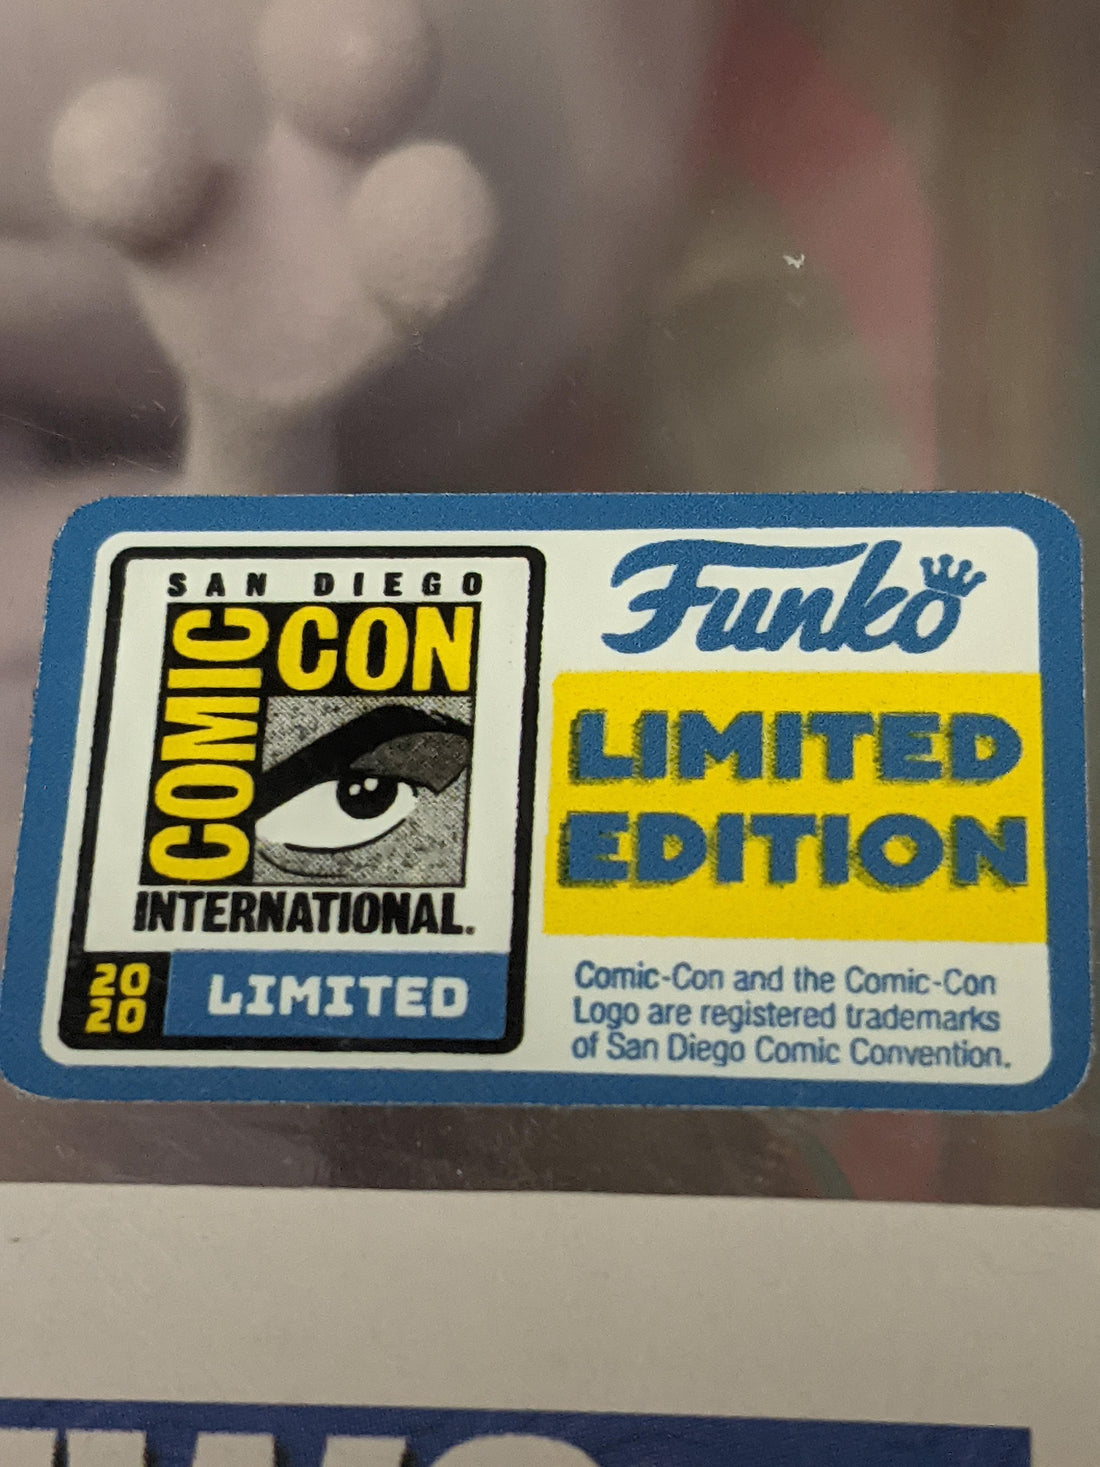 SAN DIEGO
COMIC CON
INTERNATIONAL.
2020 LIMITED
Funko
LIMITED
EDITION
Comic-Con and the Comic-Con
Logo are registered trademarks
of San Diego Comic Convention.